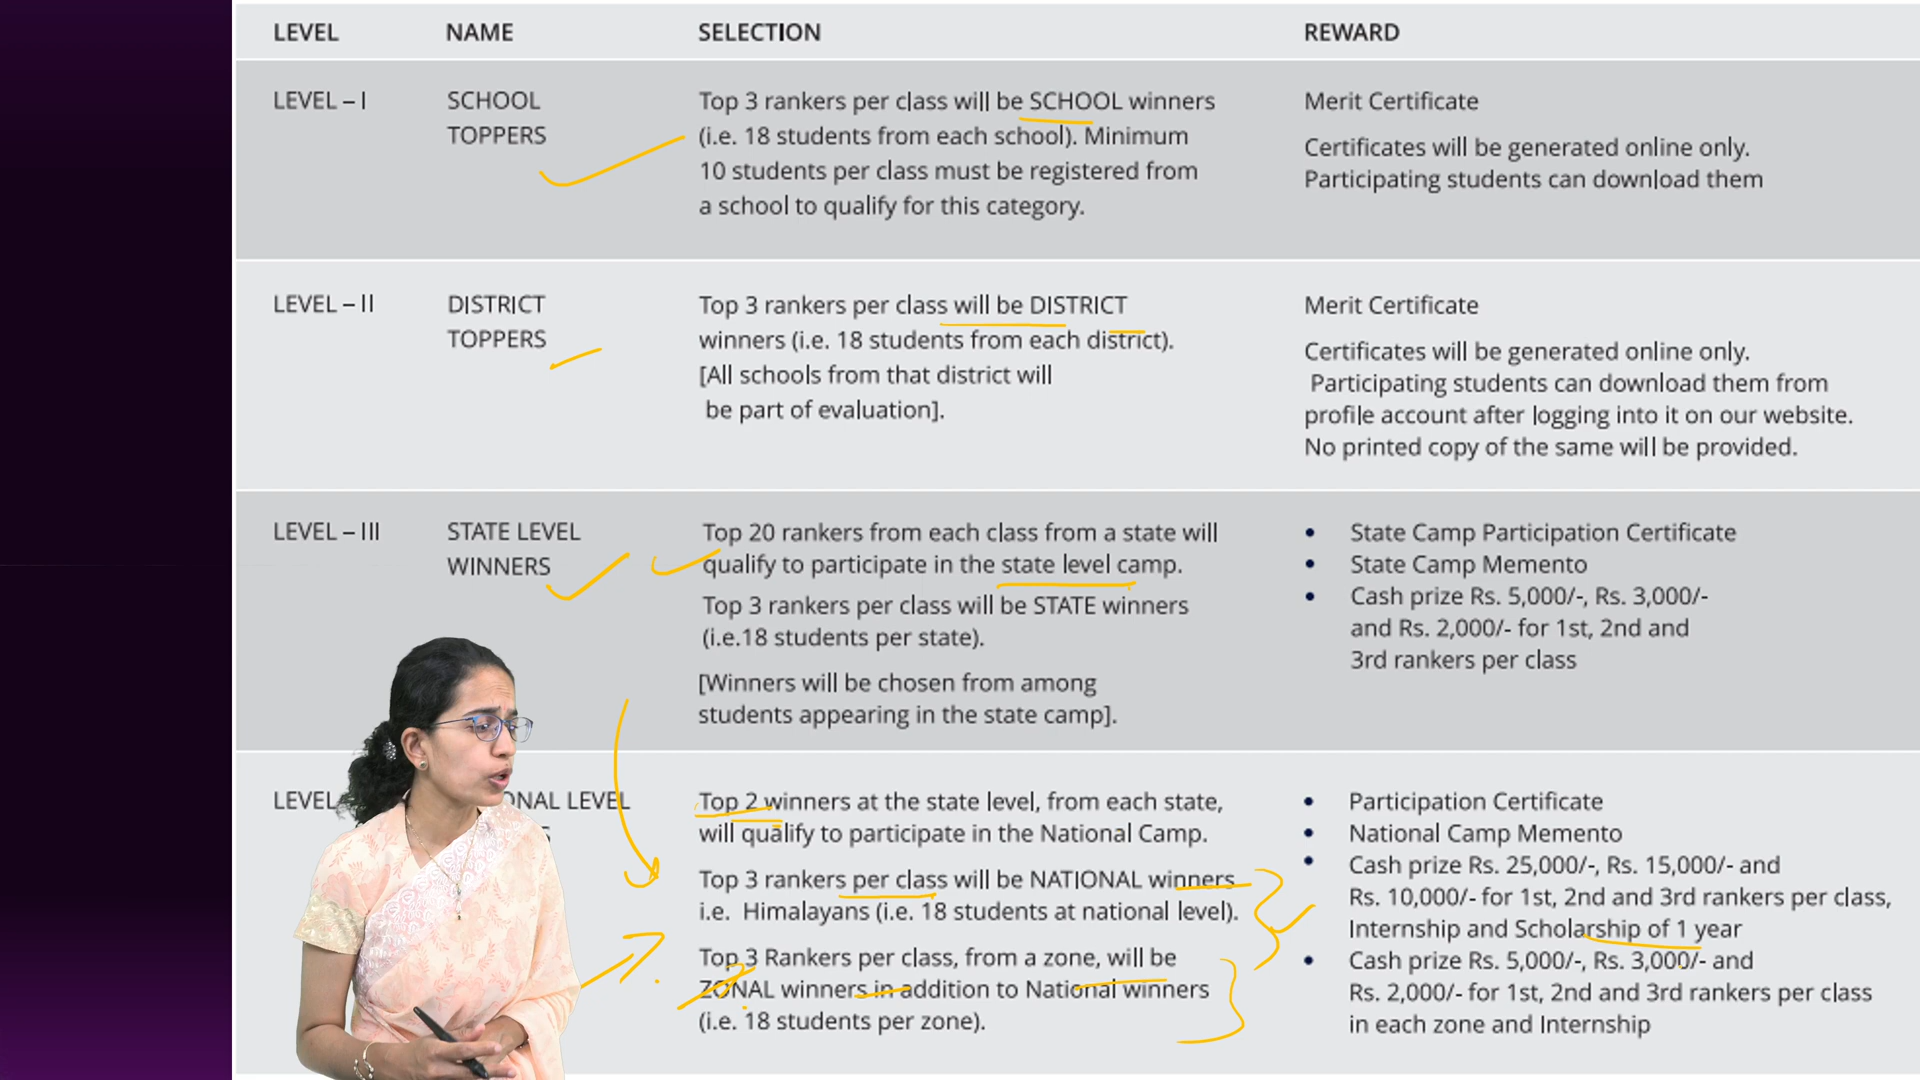 LEVEL NAME SELECTION REWARD
LEVEL – I
SCHOOL
TOPPERS
Top 3 rankers per class will be SCHOOL winners
(i.e. 18 students from each school). Minimum
10 students per class must be registered from
a school to qualify for this category.
Merit Certificate
Certificates will be generated online only.
Participating students can download them
LEVEL – II
DISTRICT
TOPPERS
Top 3 rankers per class will be DISTRICT
winners (i.e. 18 students from each district).
[All schools from that district will
be part of evaluation].
Merit Certificate
Certificates will be generated online only.
Participating students can download them from
profile account after logging into it on our website.
No printed copy of the same will be provided.
LEVEL – III
STATE LEVEL
WINNERS
Top 20 rankers from each class from a state will
qualify to participate in the state level camp.
Top 3 rankers per class will be STATE winners
(i.e.18 students per state).
[Winners will be chosen from among
students appearing in the state camp].
• State Camp Participation Certificate
• State Camp Memento
• Cash prize Rs. 5,000/-, Rs. 3,000/-
and Rs. 2,000/- for 1st, 2nd and
3rd rankers per class
LEVEL
ONAL LEVEL
S
Top 2 winners at the state level, from each state,
will qualify to participate in the National Camp.
Top 3 rankers per class will be NATIONAL winners
i.e. Himalayans (i.e. 18 students at national level).
Top 3 Rankers per class, from a zone, will be
ZONAL winners in addition to National winners
(i.e. 18 students per zone).
• Participation Certificate
• National Camp Memento
• Cash prize Rs. 25,000/-, Rs. 15,000/- and
Rs. 10,000/- for 1st, 2nd and 3rd rankers per class,
Internship and Scholarship of 1 year
• Cash prize Rs. 5,000/-, Rs. 3,000/- and
Rs. 2,000/- for 1st, 2nd and 3rd rankers per class
in each zone and Internship